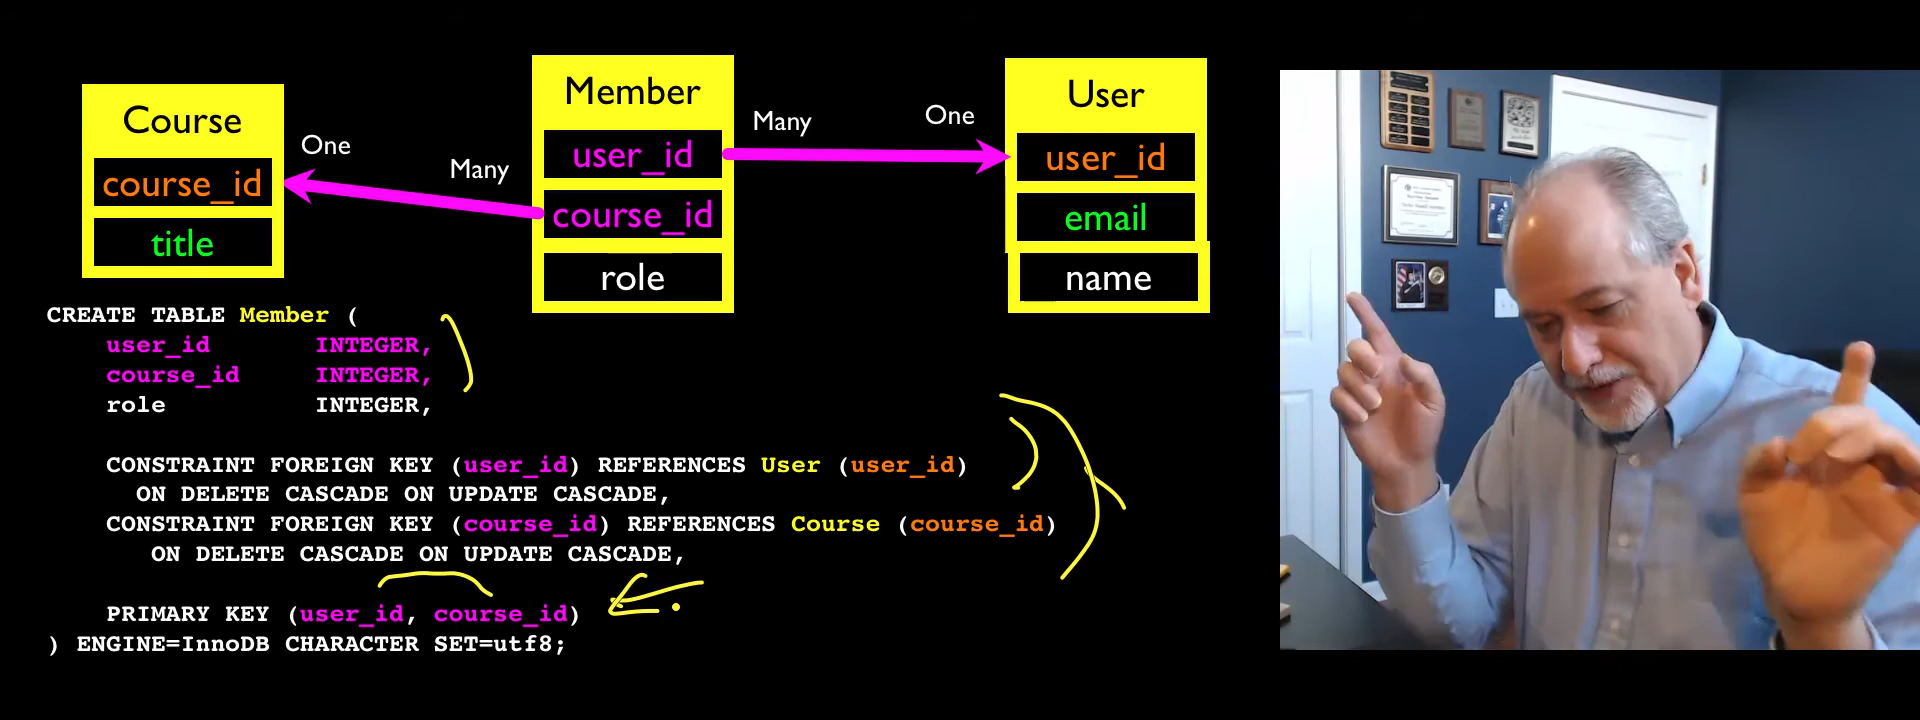 Course
course_id
title
One
Many
Member
user_id
course_id
role
Many
One
User
user_id
email
name
CREATE TABLE Member (
user_id INTEGER,
course_id INTEGER,
role INTEGER,
CONSTRAINT FOREIGN KEY (user_id) REFERENCES User (user_id)
ON DELETE CASCADE ON UPDATE CASCADE,
CONSTRAINT FOREIGN KEY (course_id) REFERENCES Course (course_id)
ON DELETE CASCADE ON UPDATE CASCADE,
PRIMARY KEY (user_id, course_id)
) ENGINE=InnoDB CHARACTER SET=utf8;